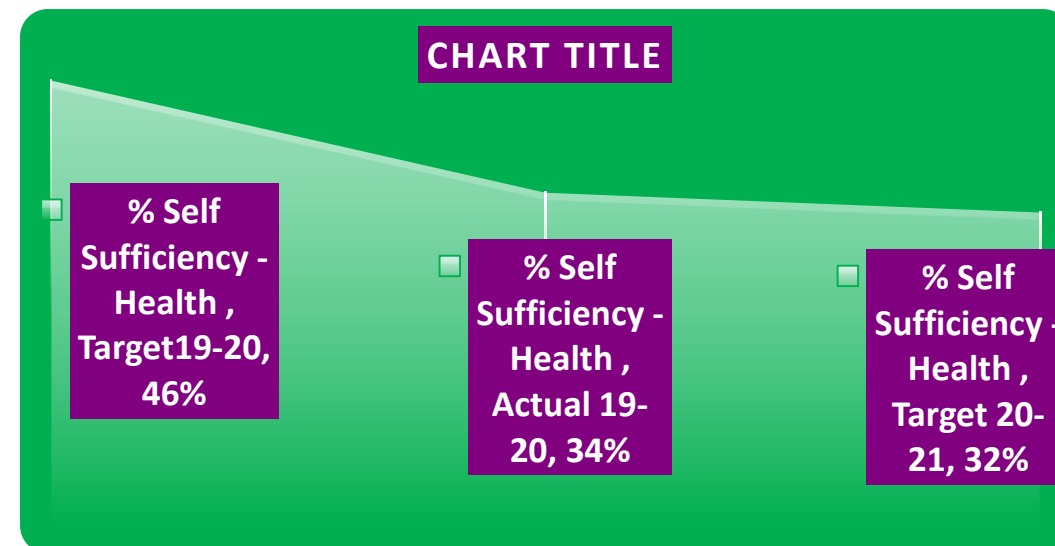 CHART TITLE
% Self
Sufficiency -
Health ,
Target19-20,
46%
% Self
Sufficiency -
Health ,
Actual 19-
20, 34%
% Self
Sufficiency -
Health ,
Target 20-
21, 32%